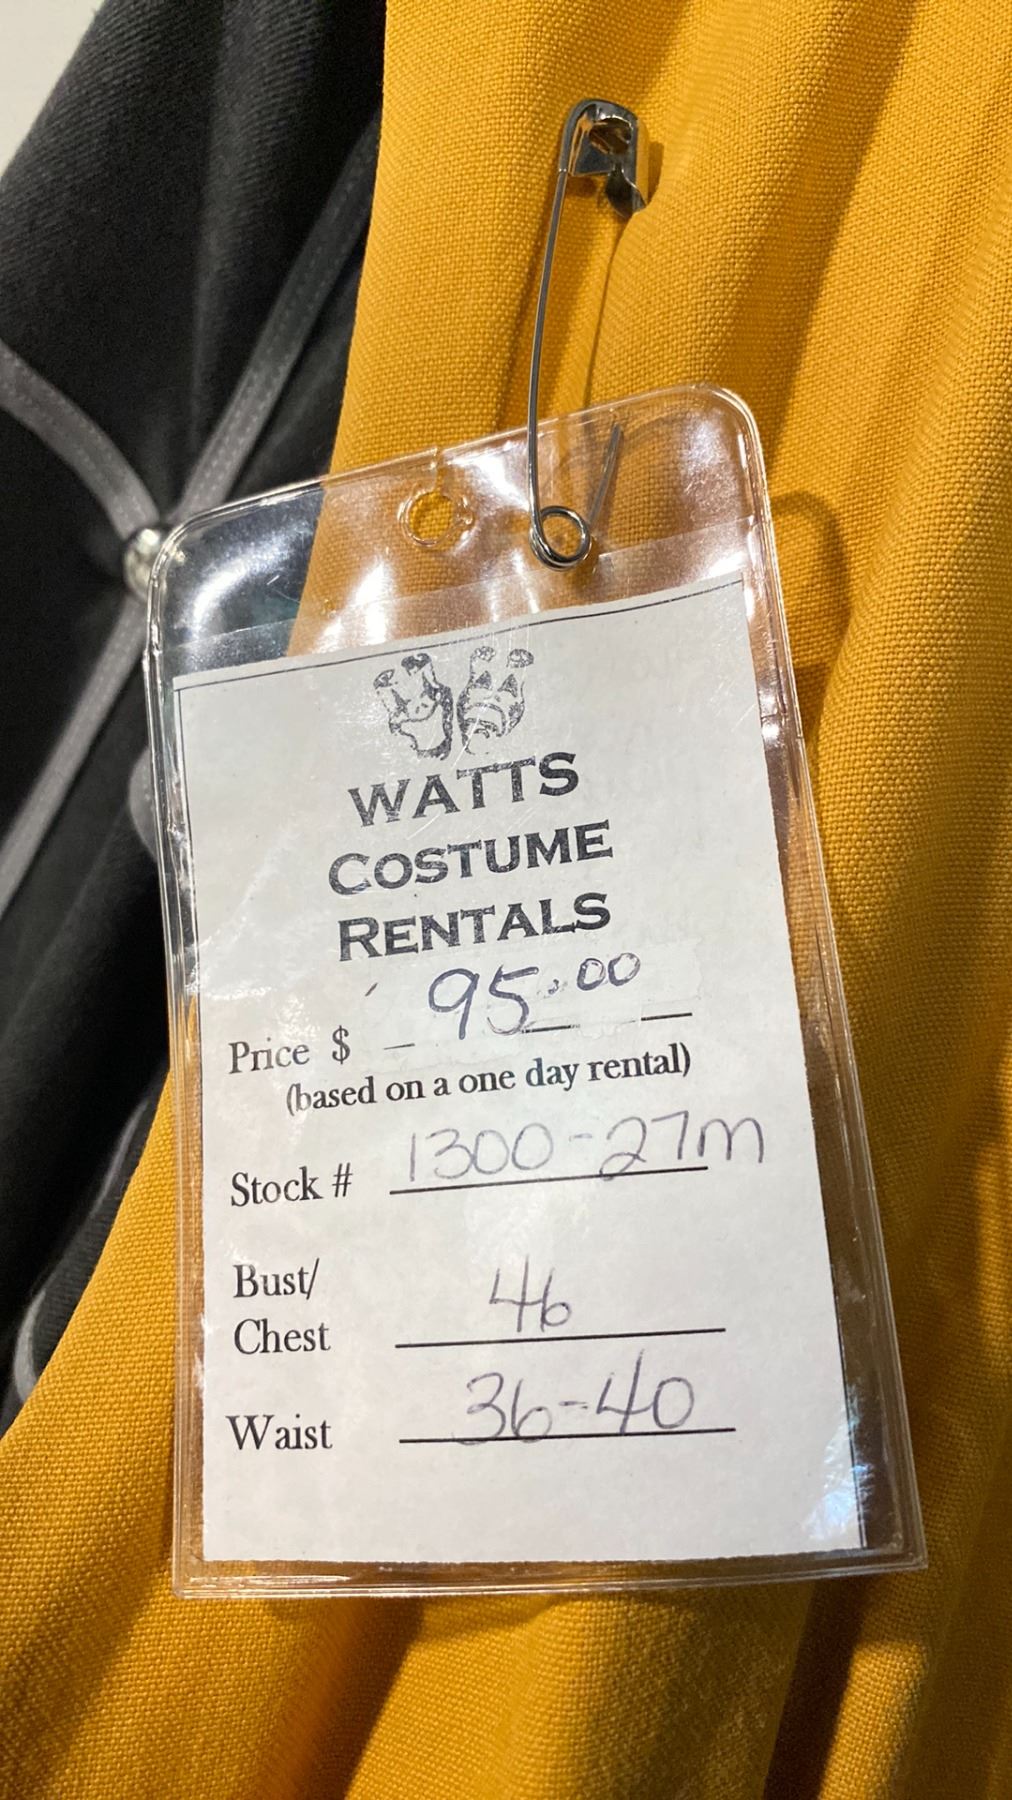 WATTS
COSTUME
RENTALS
Price $ 95.00
(based on a one day rental)
Stock # 1300-27m
Bust/
Chest 46
Waist 36-40